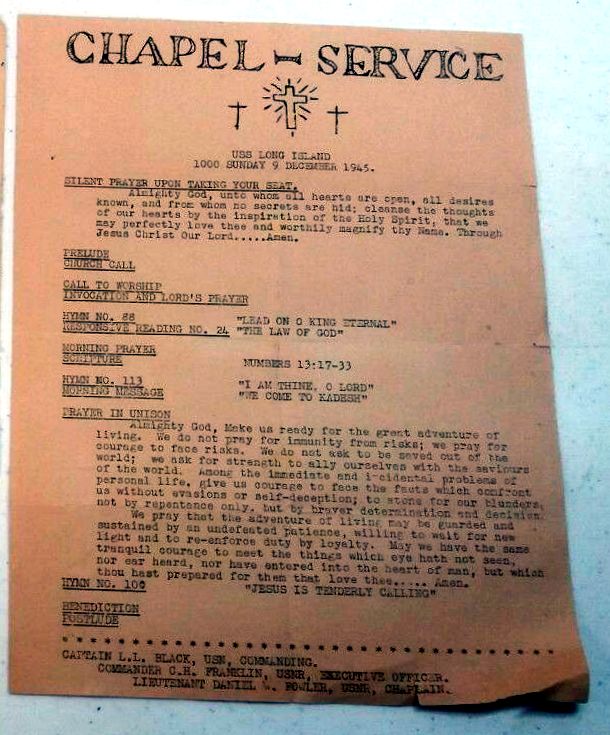 CHAPEL - SERVICE
USS LONG ISLAND
1000 SUNDAY 9 DECEMBER 1945.
SILENT PRAYER UPON TAKING YOUR SEAT.
Almighty God, unto whom all hearts are open, all desires
known, and from whom no secrets are hid; cleanse the thoughts
of our hearts by the inspiration of the Holy Spirit, that we
may perfectly love thee and worthily magnify thy Name. Through
Jesus Christ Our Lord.....Amen.
PRELUDE
CHURCH CALL
CALL TO WORSHIP
INVOCATION AND LORD'S PRAYER
HYMN NO. 88 "LEAD ON O KING ETERNAL"
RESPONSIVE READING NO. 24 "THE LAW OF GOD"
MORNING PRAYER
SCRIPTURE NUMBERS 13:17-33
HYMN NO. 113 "I AM THINE, O LORD"
MORNING MESSAGE "WE COME TO KADESH"
PRAYER IN UNISON
Almighty God, Make us ready for the great adventure of
living. We do not pray for immunity from risks; we pray for
courage to face risks. We do not ask to be saved out of the
world; we ask for strength to ally ourselves with the saviours
of the world. Among the immediate and i-cidental problems of
personal life, give us courage to face the facts which confront
us without evasions or self-deception; to atone for our blunders,
not by repentance only, but by braver determination and decision.
We pray that the adventure of living may be guarded and
sustained by an undefeated patience, willing to wait for new
light and to re-enforce duty by loyalty. May we have the same
tranquil courage to meet the things which eye hath not seen,
nor ear heard, nor have entered into the heart of man, but which
thou hast prepared for them that love thee..... Amen.
HYMN NO. "JESUS IS TENDERLY CALLING"
BENEDICTION
POSTLUDE
* * * * * * * * * * * * * * * * * * * * * * * * * * * * * * * * * * * *
CAPTAIN L.L. BLACK, USN, COMMANDING.
COMMANDER C.H. FRANKLIN, USNR, EXECUTIVE OFFICER.
LIEUTENANT DANIEL W. FOWLER, USNR, CHAPLAIN.